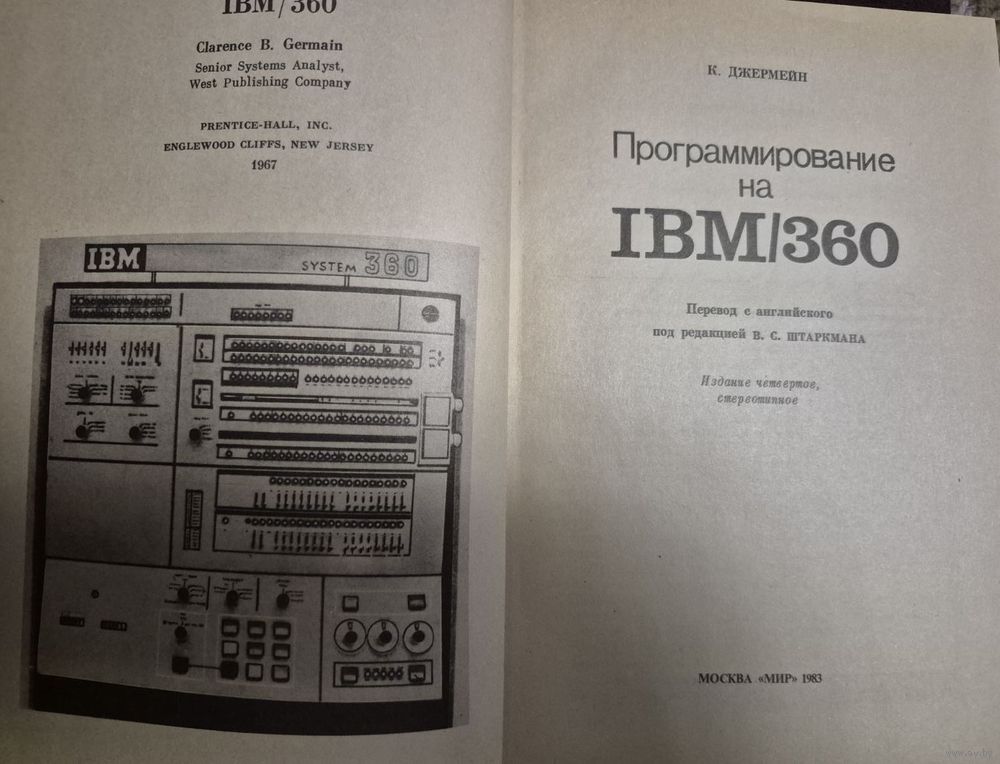 IBM/360
Clarence B. Germain
Senior Systems Analyst,
West Publishing Company
PRENTICE-HALL, INC.
ENGLEWOOD CLIFFS, NEW JERSEY
1967
IBM
SYSTEM 360
К. ДЖЕРМЕЙН
Программирование
на
IBM/360
Перевод с английского
под редакцией В. С. ШТАРКМАНА
Издание четвертое,
стереотипное
МОСКВА «МИР» 1983